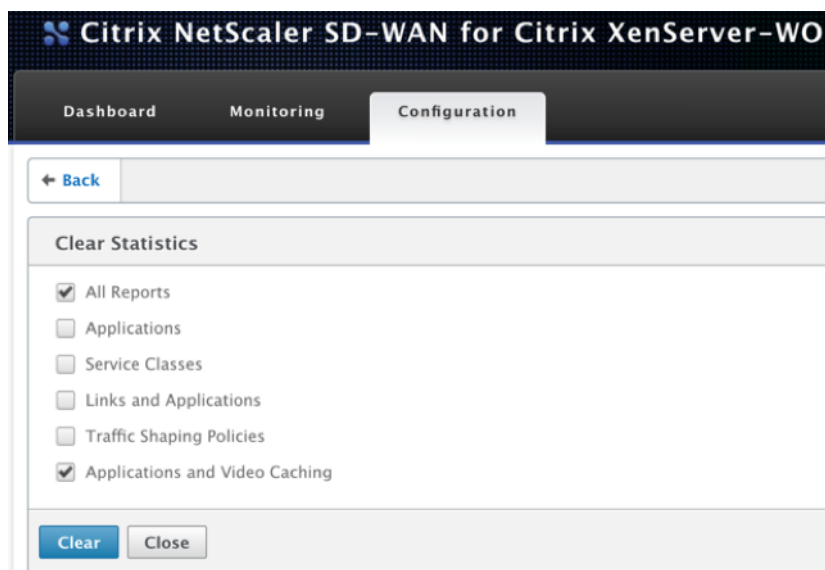 Citrix NetScaler SD-WAN for Citrix XenServer-WO
Dashboard Monitoring Configuration
Back
Clear Statistics
All Reports
Applications
Service Classes
Links and Applications
Traffic Shaping Policies
Applications and Video Caching
Clear Close